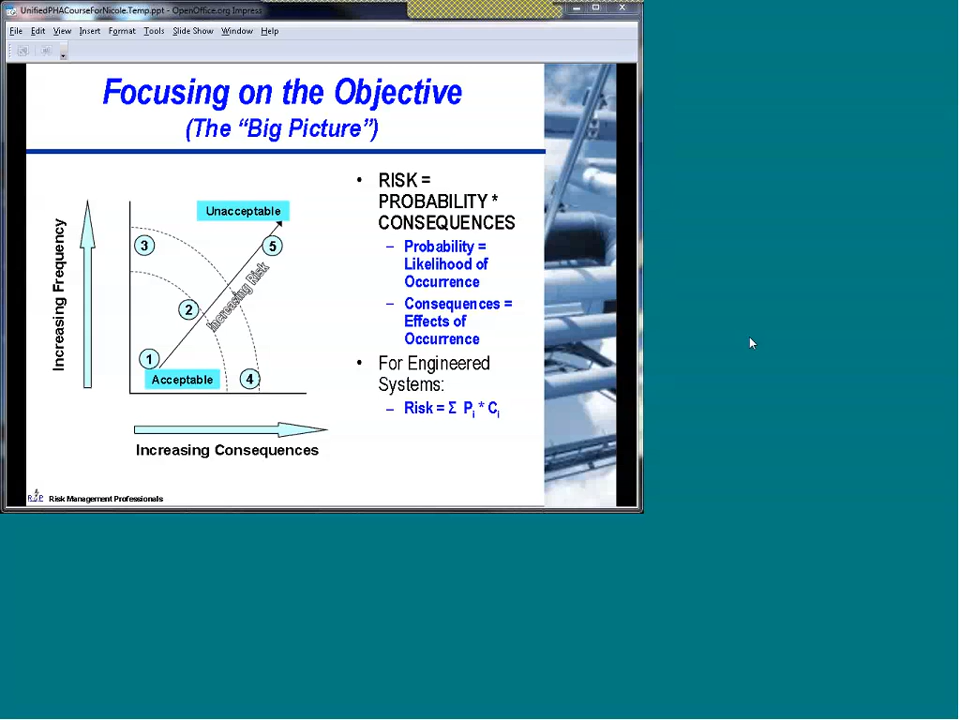 UnifiedPHACourseForNicole.Temp.ppt - OpenOffice.org Impress
File Edit View Insert Format Tools Slide Show Window Help
Focusing on the Objective
(The “Big Picture”)
Increasing Frequency
Unacceptable
3
5
Increasing Risk
2
1
Acceptable
4
Increasing Consequences
• RISK =
PROBABILITY *
CONSEQUENCES
– Probability =
Likelihood of
Occurrence
– Consequences =
Effects of
Occurrence
• For Engineered
Systems:
– Risk = Σ Pi * Ci
Risk Management Professionals